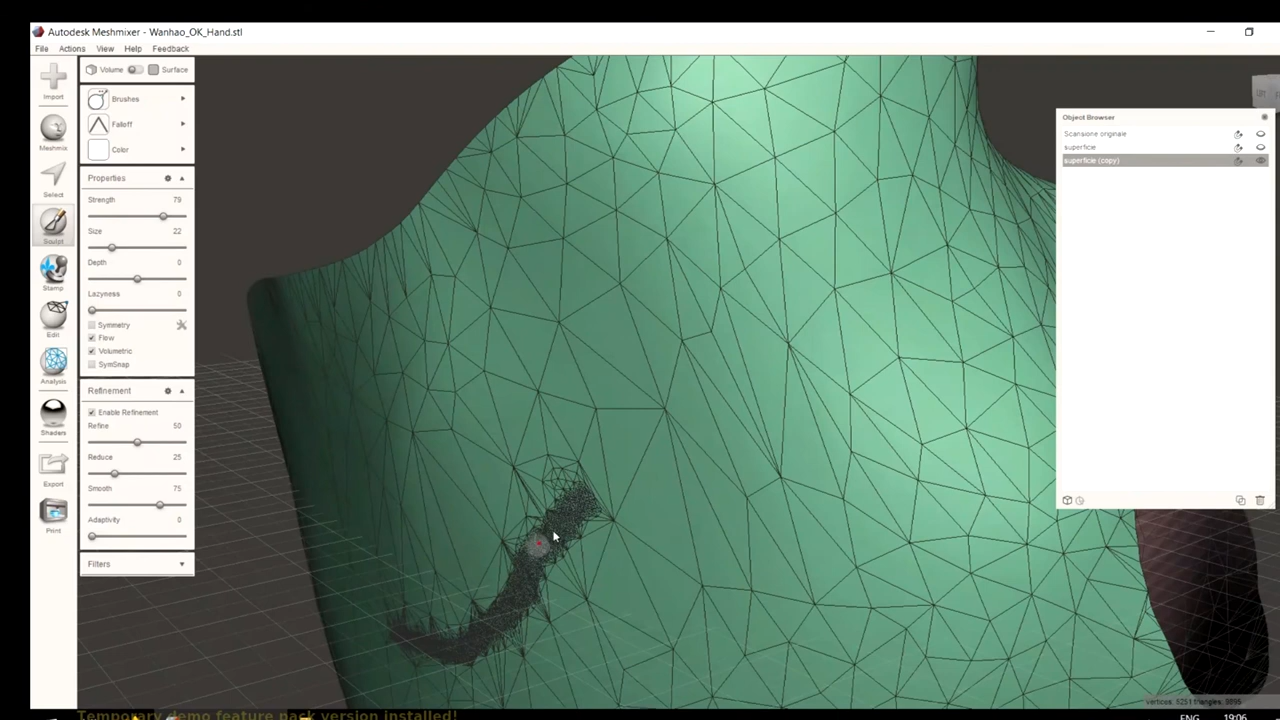 Autodesk Meshmixer - Wanhao_OK_Hand.stl
File Actions View Help Feedback
Import
Meshmix
Select
Sculpt
Stamp
Edit
Analysis
Shaders
Export
Print
Volume Surface
Brushes
Falloff
Color
Properties
Strength 79
Size 22
Depth 0
Lazyness 0
Symmetry
Flow
Volumetric
SymSnap
Refinement
Enable Refinement
Refine 50
Reduce 25
Smooth 75
Adaptivity 0
Filters
Object Browser
Scansione originale
superficie
superficie (copy)
Temporary demo feature pack version installed!
ENG 19:06